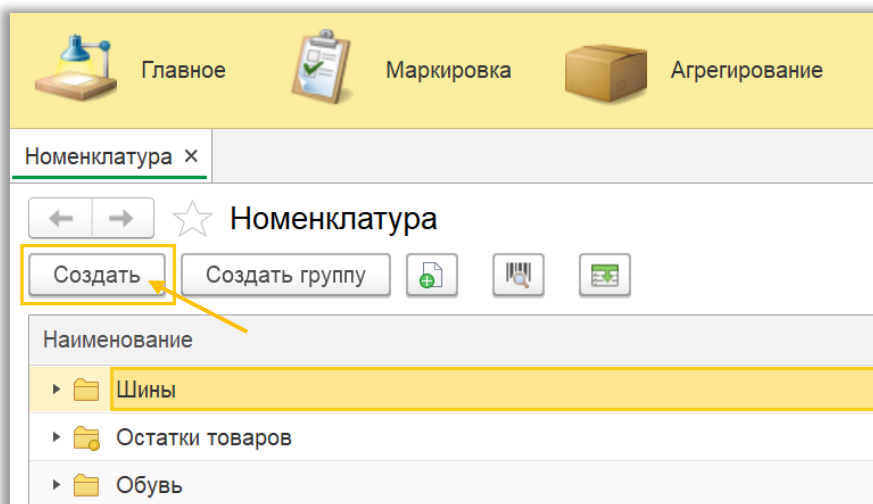 Главное Маркировка Агрегирование
Номенклатура ×
Номенклатура
Создать Создать группу
Наименование
Шины
Остатки товаров
Обувь